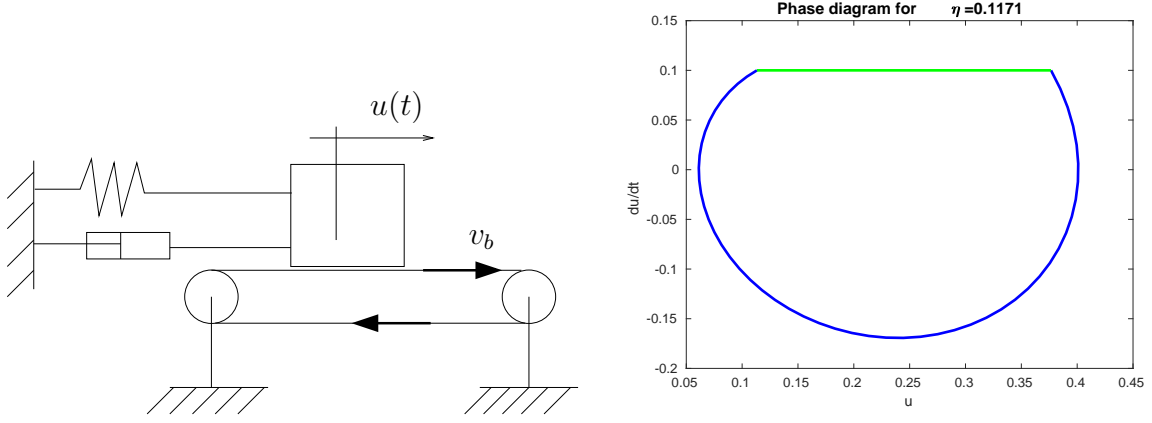 u(t)
v_b
Phase diagram for η =0.1171
0.15
0.1
0.05
0
-0.05
-0.1
-0.15
-0.2
du/dt
0.05 0.1 0.15 0.2 0.25 0.3 0.35 0.4 0.45
u